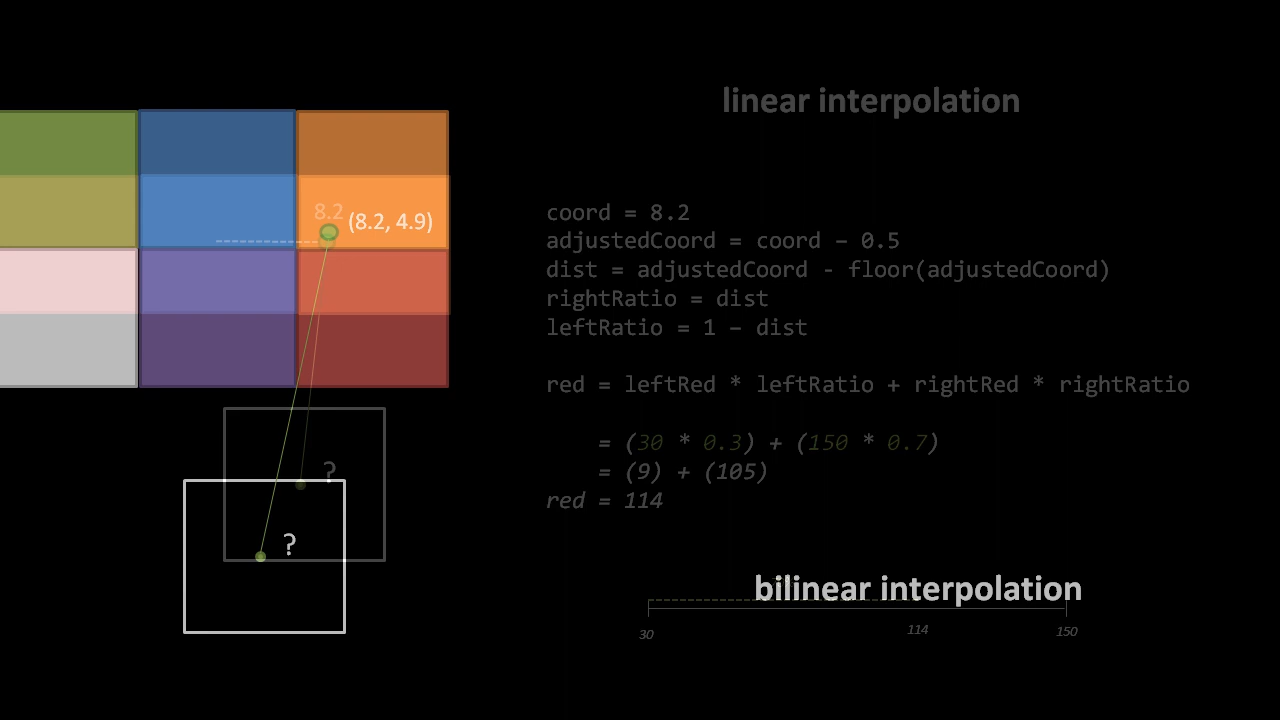 linear interpolation
8.2
(8.2, 4.9)
coord = 8.2
adjustedCoord = coord – 0.5
dist = adjustedCoord - floor(adjustedCoord)
rightRatio = dist
leftRatio = 1 – dist
red = leftRed * leftRatio + rightRed * rightRatio
= (30 * 0.3) + (150 * 0.7)
= (9) + (105)
red = 114
?
?
bilinear interpolation
30
114
150